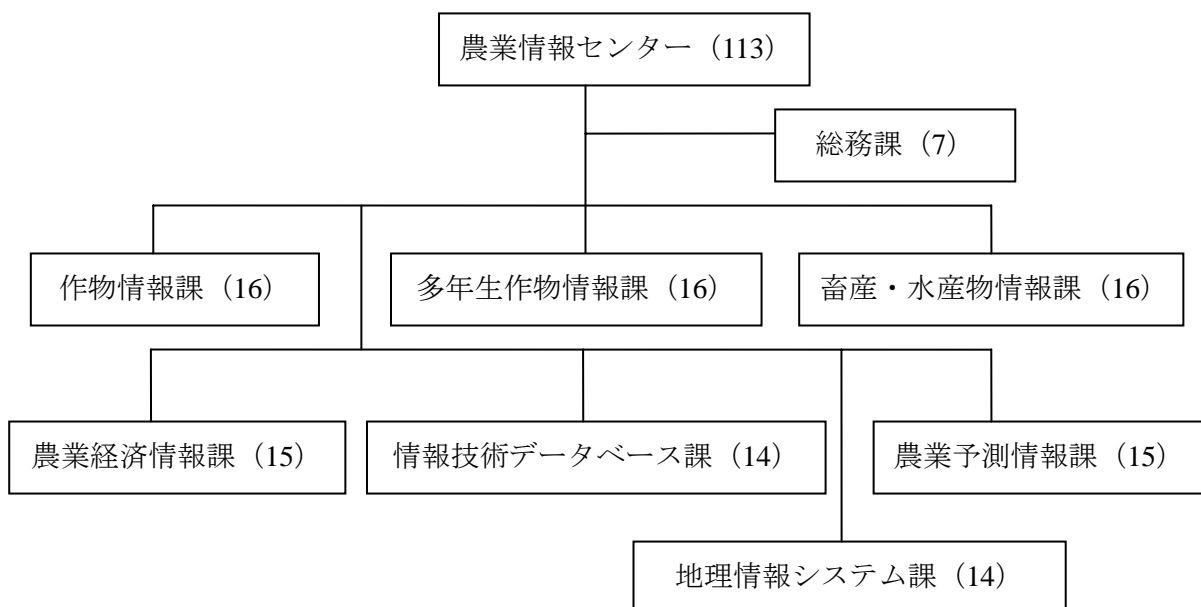 農業情報センター（113）
総務課（7）
作物情報課（16）
多年生作物情報課（16）
畜産・水産物情報課（16）
農業経済情報課（15）
情報技術データベース課（14）
農業予測情報課（15）
地理情報システム課（14）